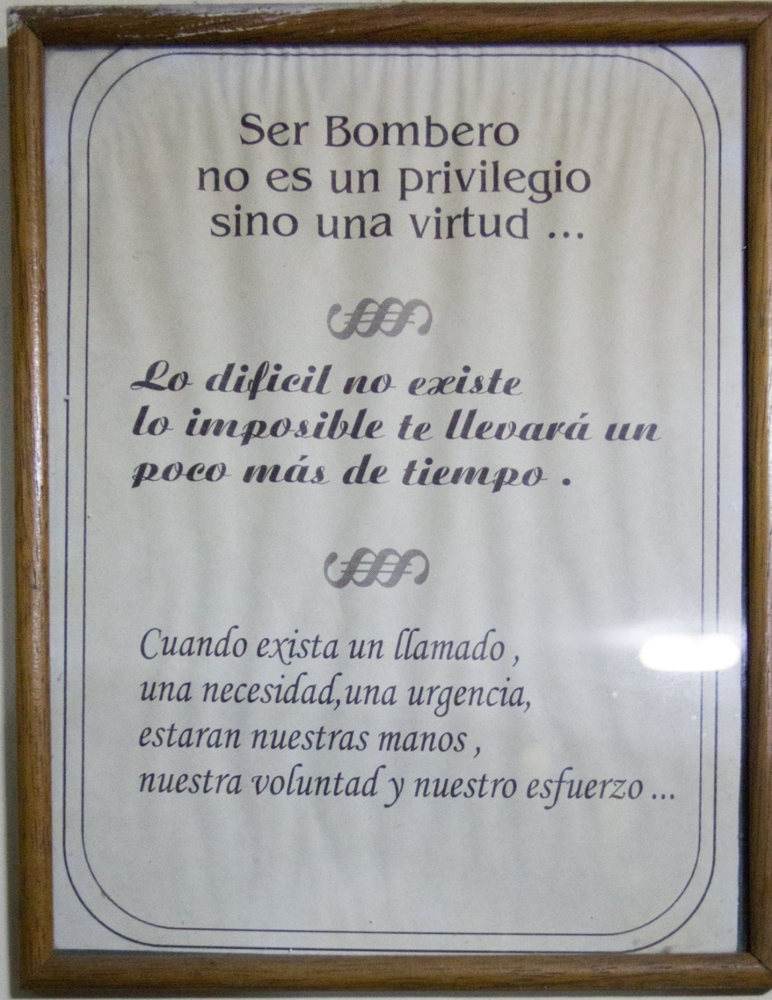 Ser Bombero
no es un privilegio
sino una virtud ...
Lo dificil no existe
lo imposible te llevará un
poco más de tiempo .
Cuando exista un llamado ,
una necesidad,una urgencia,
estaran nuestras manos ,
nuestra voluntad y nuestro esfuerzo ...